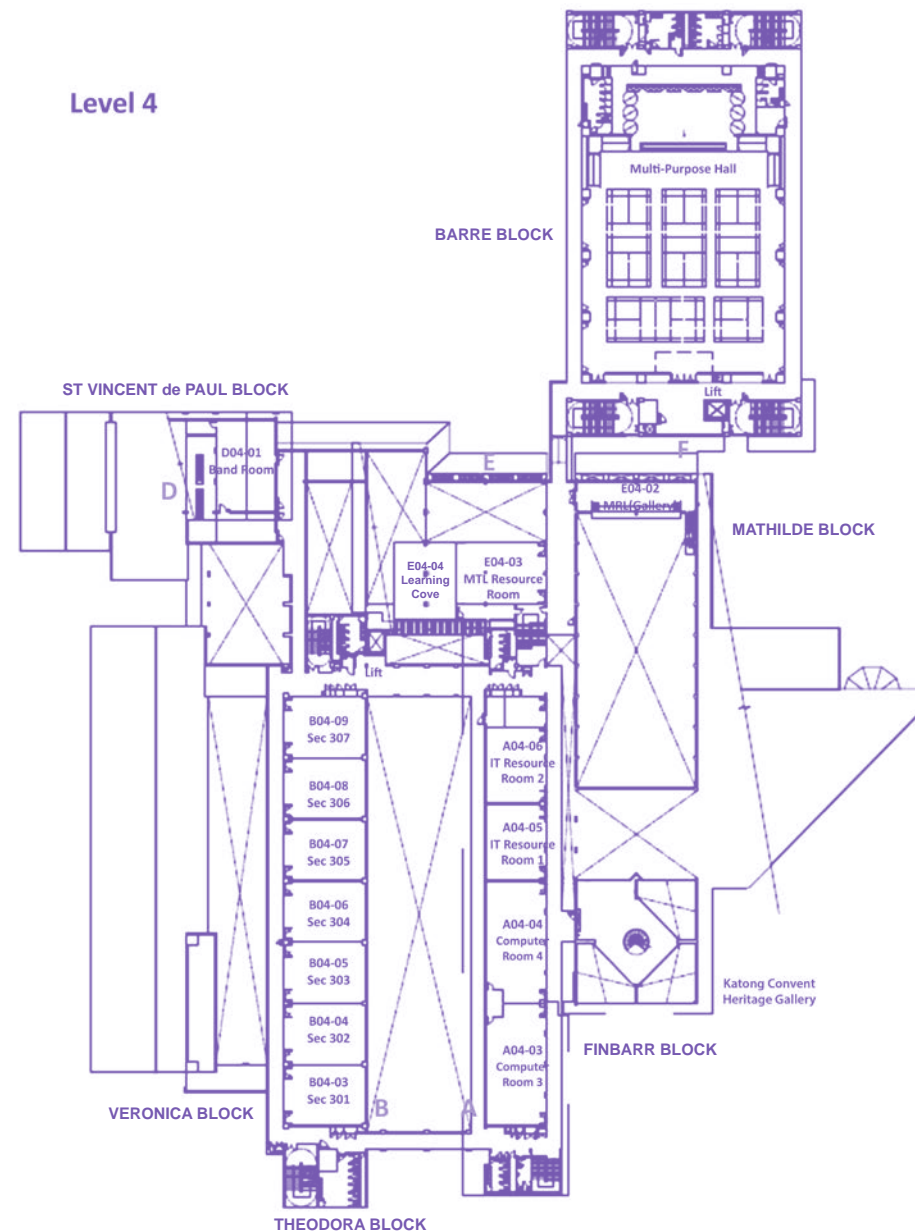 Level 4
Multi-Purpose Hall
BARRE BLOCK
Lift
ST VINCENT de PAUL BLOCK
D04-01
Band Room
D
E
F
E04-02
MRL(Gallery)
MATHILDE BLOCK
E04-04
Learning
Cove
E04-03
MTL Resource
Room
Lift
B04-09
Sec 307
A04-06
IT Resource
Room 2
B04-08
Sec 306
B04-07
Sec 305
A04-05
IT Resource
Room 1
B04-06
Sec 304
A04-04
Computer
Room 4
B04-05
Sec 303
Katong Convent
Heritage Gallery
B04-04
Sec 302
A04-03
Computer
Room 3
FINBARR BLOCK
B04-03
Sec 301
B
A
VERONICA BLOCK
THEODORA BLOCK